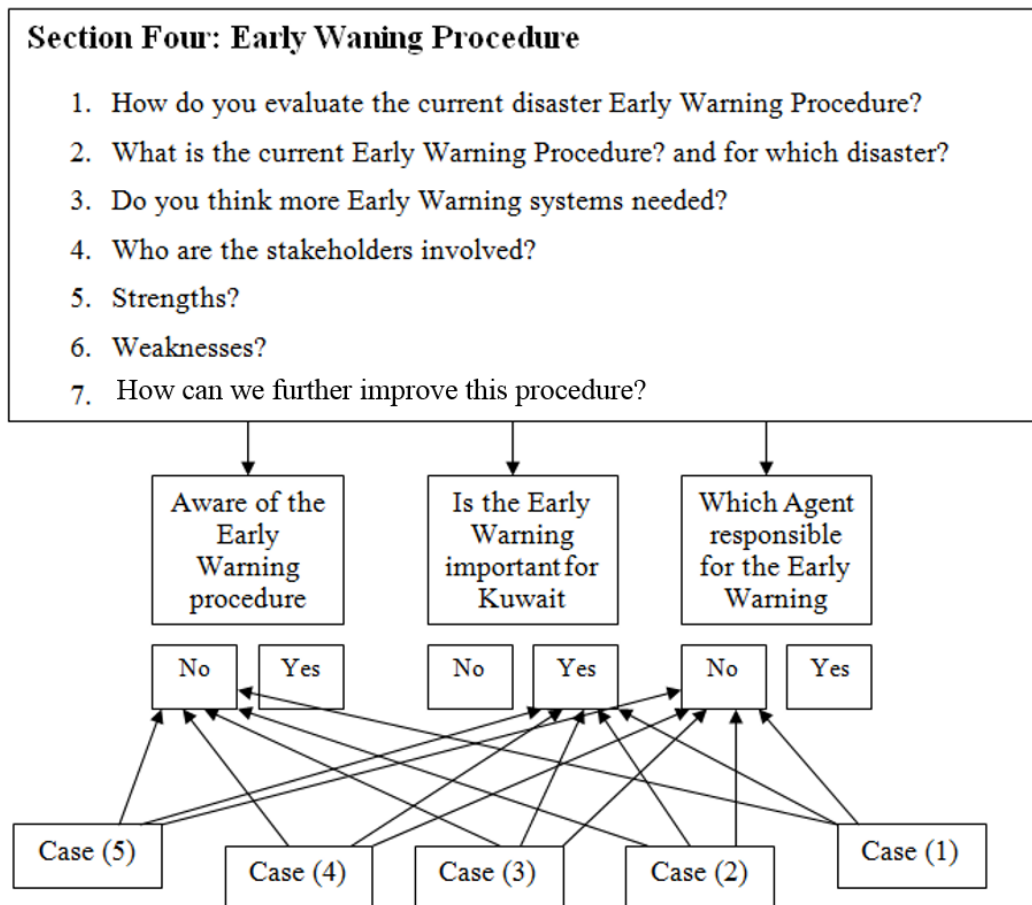 Section Four: Early Waning Procedure
1. How do you evaluate the current disaster Early Warning Procedure?
2. What is the current Early Warning Procedure? and for which disaster?
3. Do you think more Early Warning systems needed?
4. Who are the stakeholders involved?
5. Strengths?
6. Weaknesses?
7. How can we further improve this procedure?
Aware of the
Early
Warning
procedure
Is the Early
Warning
important for
Kuwait
Which Agent
responsible
for the Early
Warning
No
Yes
No
Yes
No
Yes
Case (5)
Case (4)
Case (3)
Case (2)
Case (1)